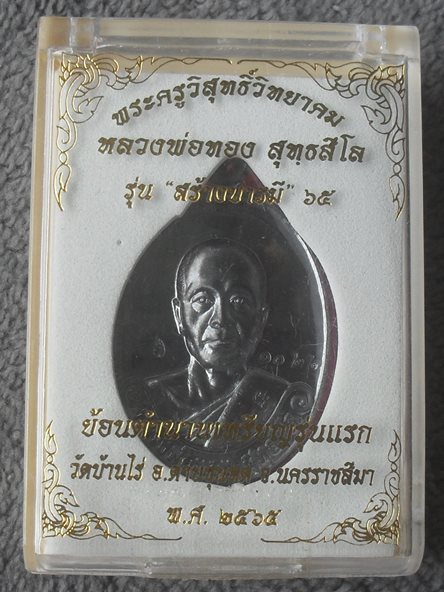 พระครูวิสุทธิ์วิทยาคม
หลวงพ่อทอง สุทธสีโล
รุ่น "สร้างบารมี" ๖๕
ย้อนตำนานเหรียญรุ่นแรก
วัดบ้านไร่ อ.ด่านขุนทด จ.นครราชสีมา
พ.ศ. ๒๕๖๕